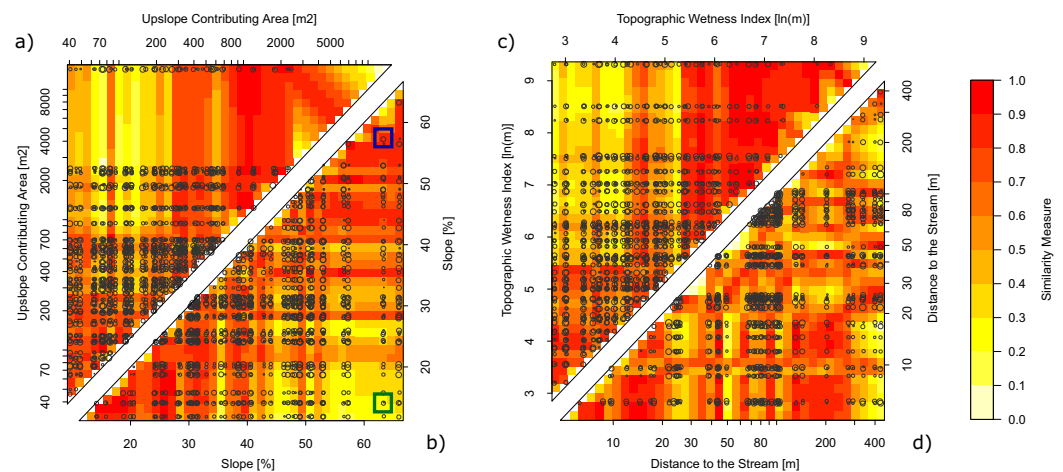 Upslope Contributing Area [m2]
a)
40 70 200 400 800 2000 5000
8000
4000
2000
700
400
200
70
40
Upslope Contributing Area [m2]
60
50
40
30
20
Slope [%]
20 30 40 50 60
Slope [%]
b)
Topographic Wetness Index [ln(m)]
c)
3 4 5 6 7 8 9
9
8
7
6
5
4
3
Topographic Wetness Index [ln(m)]
400
200
80
50
30
20
10
Distance to the Stream [m]
10 20 30 50 80 200 400
Distance to the Stream [m]
d)
1.0
0.9
0.8
0.7
0.6
0.5
0.4
0.3
0.2
0.1
0.0
Similarity Measure